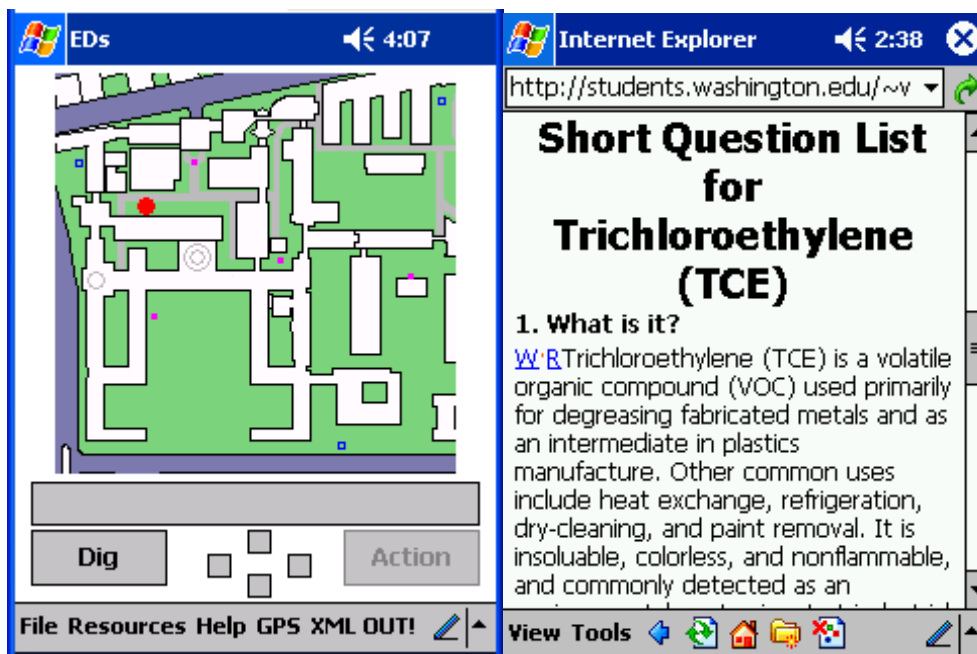 EDs
4:07
Dig
Action
File Resources Help GPS XML OUT!
Internet Explorer
2:38
http://students.washington.edu/~v
Short Question List
for
Trichloroethylene
(TCE)
1. What is it?
W·RTrichloroethylene (TCE) is a volatile
organic compound (VOC) used primarily
for degreasing fabricated metals and as
an intermediate in plastics
manufacture. Other common uses
include heat exchange, refrigeration,
dry-cleaning, and paint removal. It is
insoluable, colorless, and nonflammable,
and commonly detected as an
View Tools